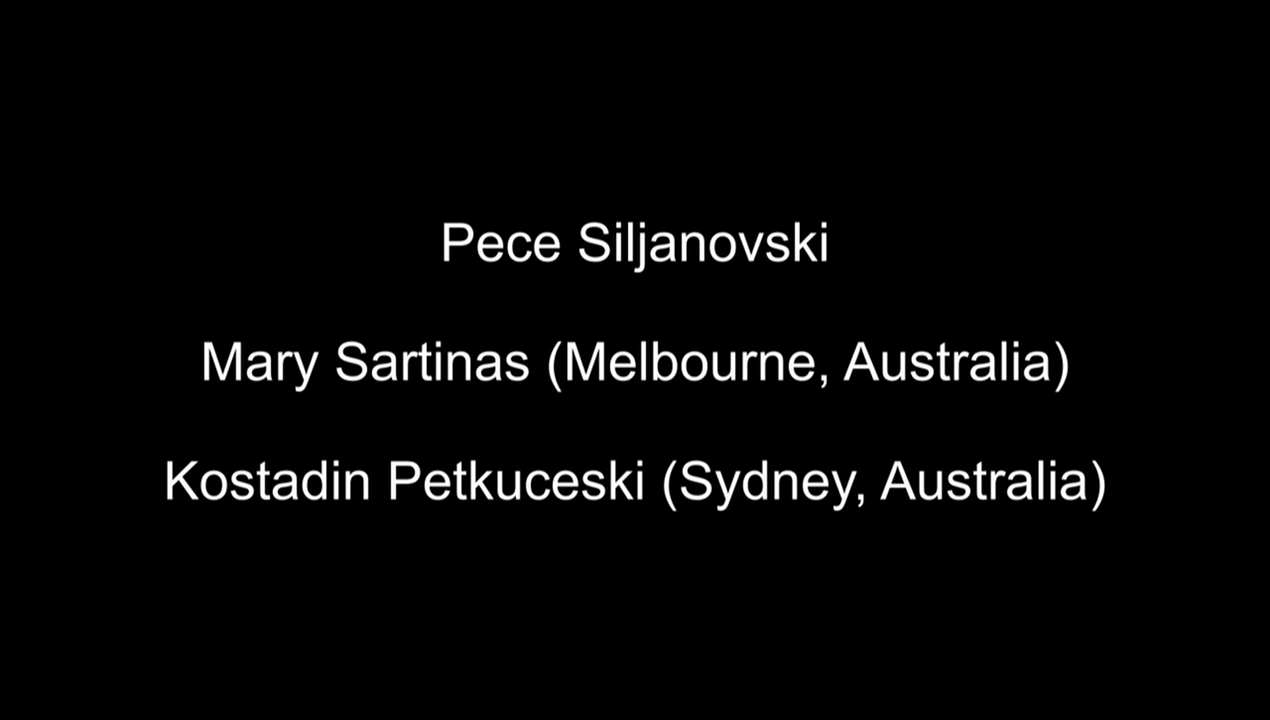 Pece Siljanovski
Mary Sartinas (Melbourne, Australia)
Kostadin Petkuceski (Sydney, Australia)